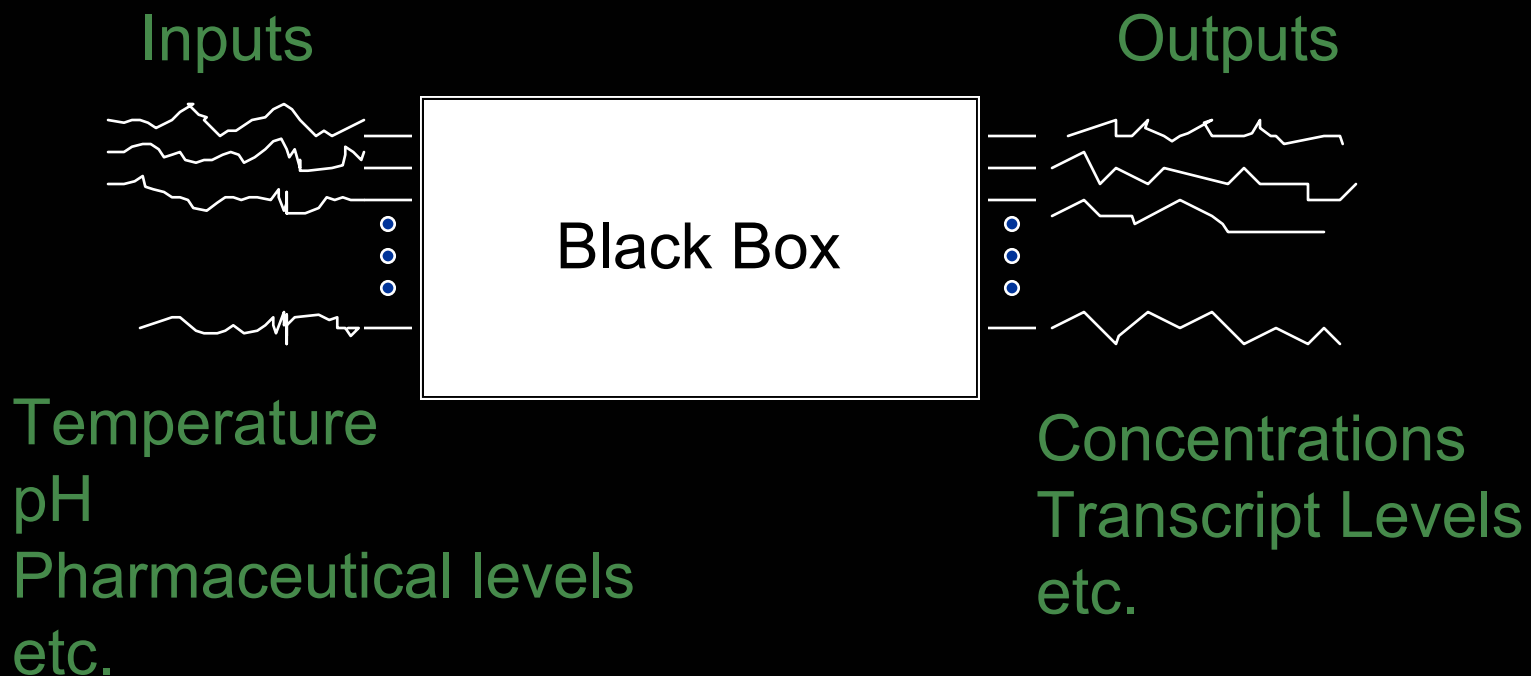 Inputs
Outputs
Black Box
Temperature
pH
Pharmaceutical levels
etc.
Concentrations
Transcript Levels
etc.